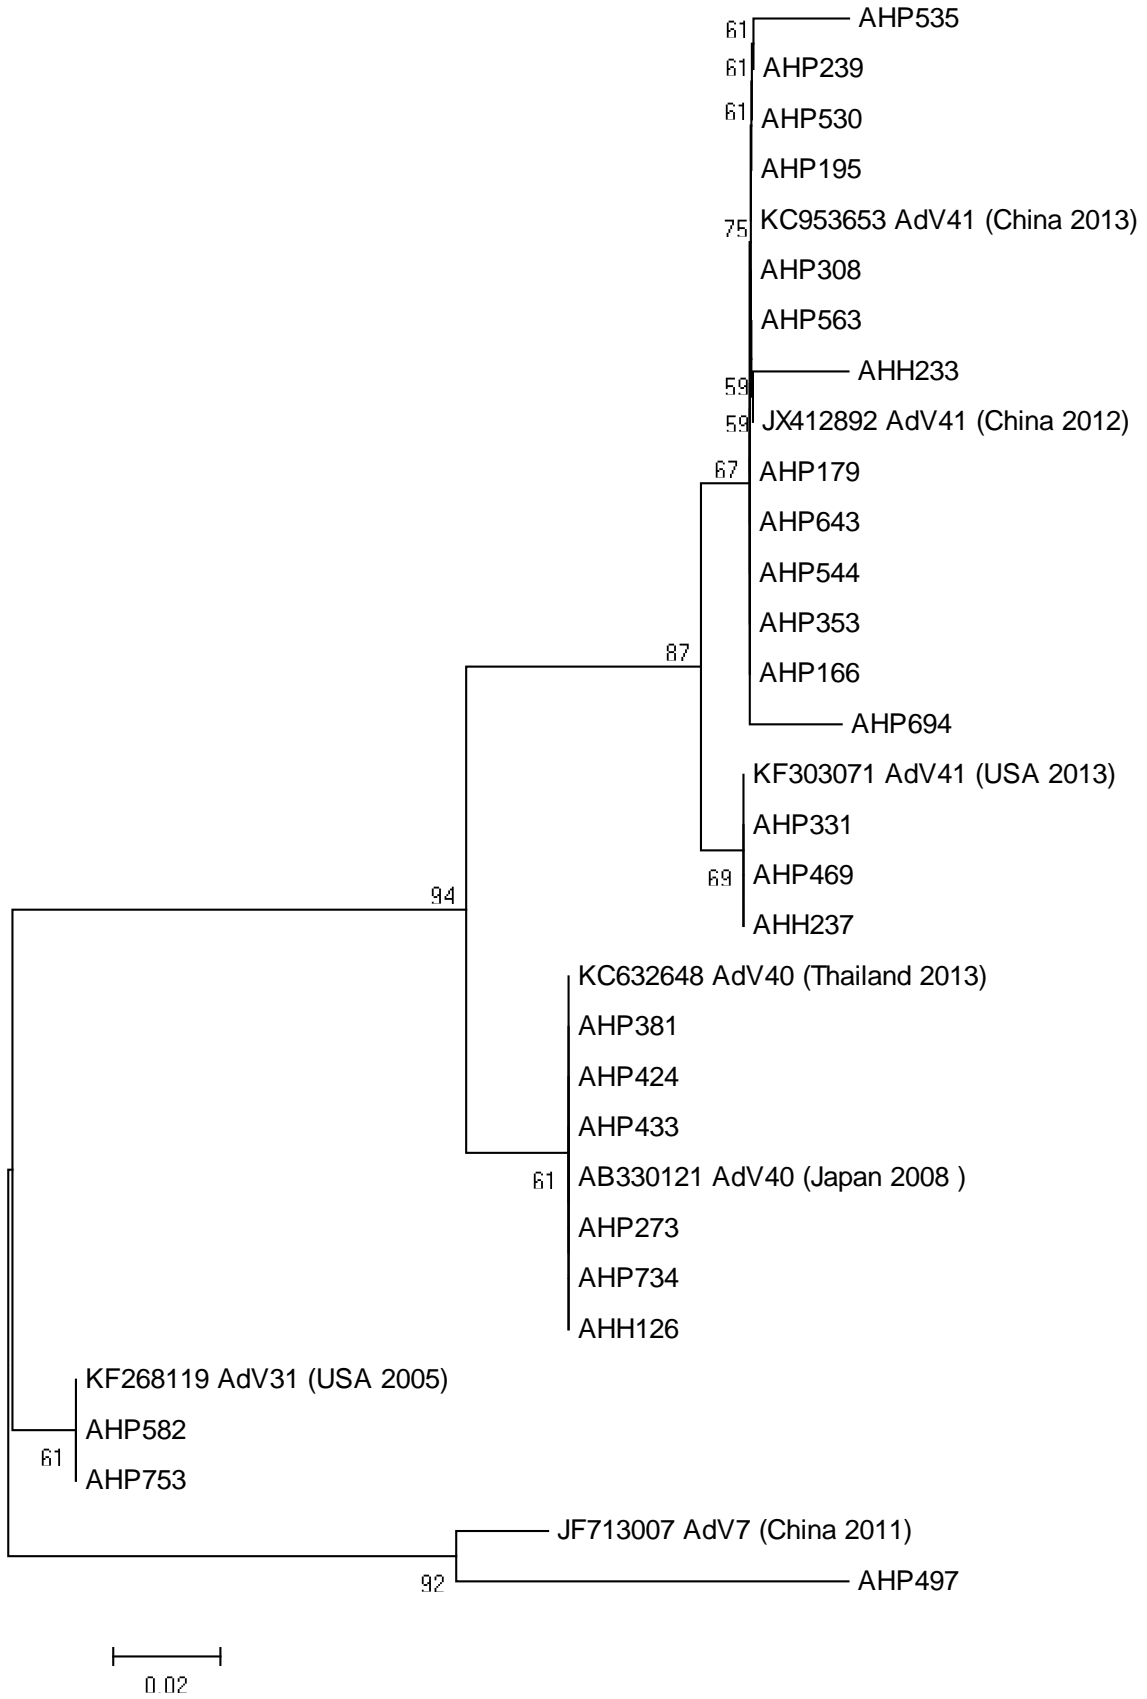 AHP535
61
61 AHP239
61 AHP530
AHP195
75 KC953653 AdV41 (China 2013)
AHP308
AHP563
AHH233
59
59 JX412892 AdV41 (China 2012)
67 AHP179
AHP643
AHP544
AHP353
87
AHP166
AHP694
KF303071 AdV41 (USA 2013)
AHP331
69 AHP469
94
AHH237
KC632648 AdV40 (Thailand 2013)
AHP381
AHP424
AHP433
61 AB330121 AdV40 (Japan 2008 )
AHP273
AHP734
AHH126
KF268119 AdV31 (USA 2005)
AHP582
61
AHP753
JF713007 AdV7 (China 2011)
92 AHP497
0.02